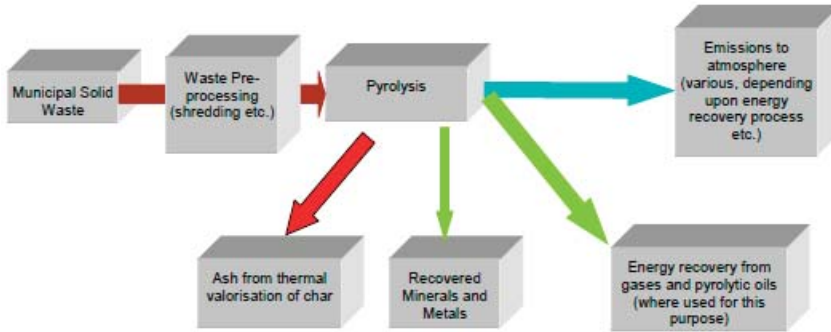 Municipal Solid
Waste
Waste Pre-
processing
(shredding etc.)
Pyrolysis
Emissions to
atmosphere
(various, depending
upon energy
recovery process
etc.)
Ash from thermal
valorisation of char
Recovered
Minerals and
Metals
Energy recovery from
gases and pyrolytic oils
(where used for this
purpose)